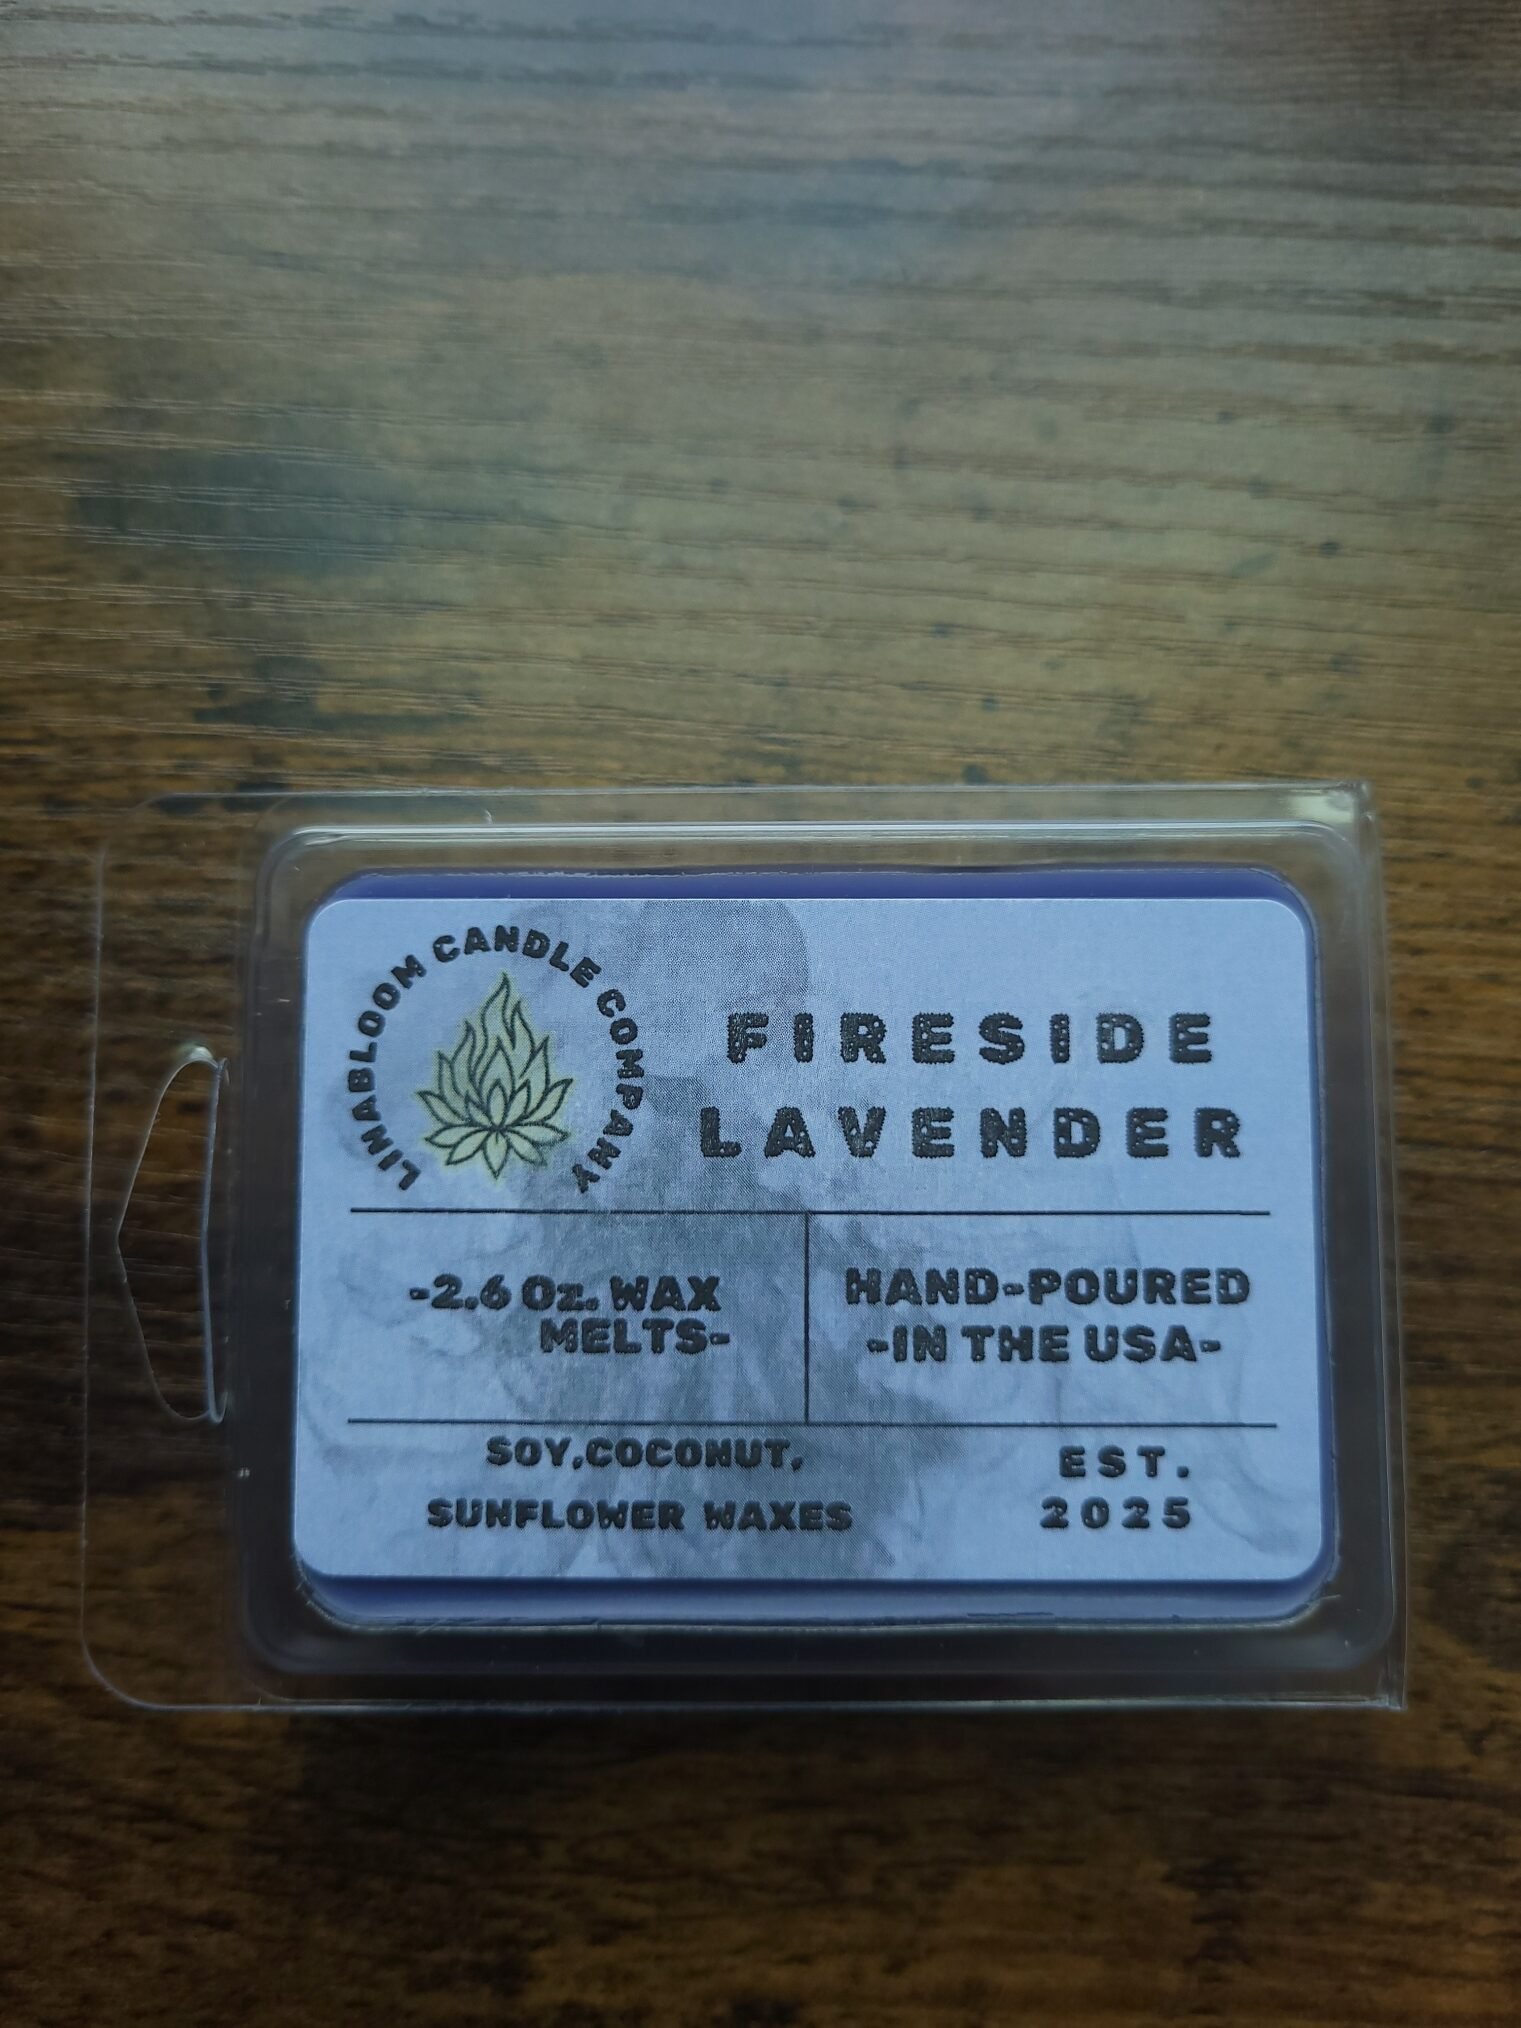 LINABLOOM CANDLE COMPANY
FIRESIDE
LAVENDER
-2.6 Oz. WAX
MELTS-
HAND-POURED
-IN THE USA-
SOY,COCONUT,
SUNFLOWER WAXES
EST.
2025